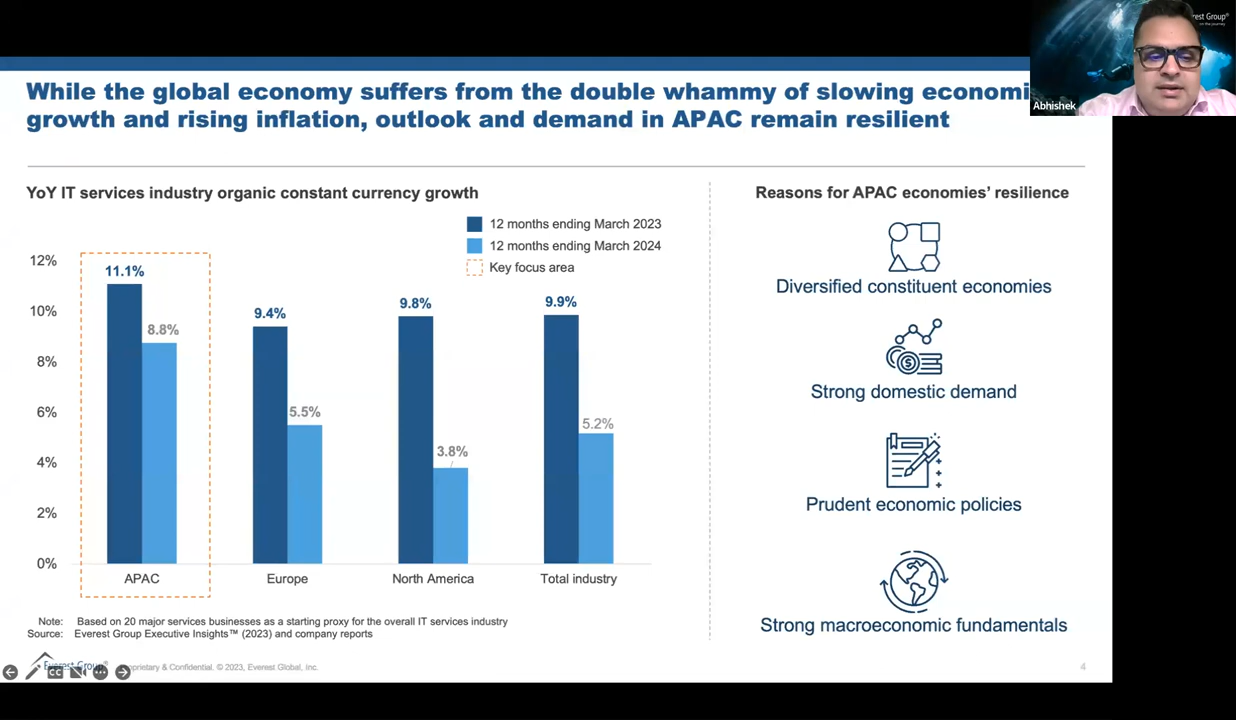 While the global economy suffers from the double whammy of slowing economi
growth and rising inflation, outlook and demand in APAC remain resilient
Everest Group®
Abhishek
YoY IT services industry organic constant currency growth
12 months ending March 2023
12 months ending March 2024
Key focus area
12%
10%
8%
6%
4%
2%
0%
11.1%
8.8%
9.4%
5.5%
9.8%
3.8%
9.9%
5.2%
APAC
Europe
North America
Total industry
Reasons for APAC economies’ resilience
Diversified constituent economies
$
Strong domestic demand
Prudent economic policies
Strong macroeconomic fundamentals
Note: Based on 20 major services businesses as a starting proxy for the overall IT services industry
Source: Everest Group Executive Insights™ (2023) and company reports
Everest Group® Proprietary & Confidential. © 2023, Everest Global, Inc.
4
CC